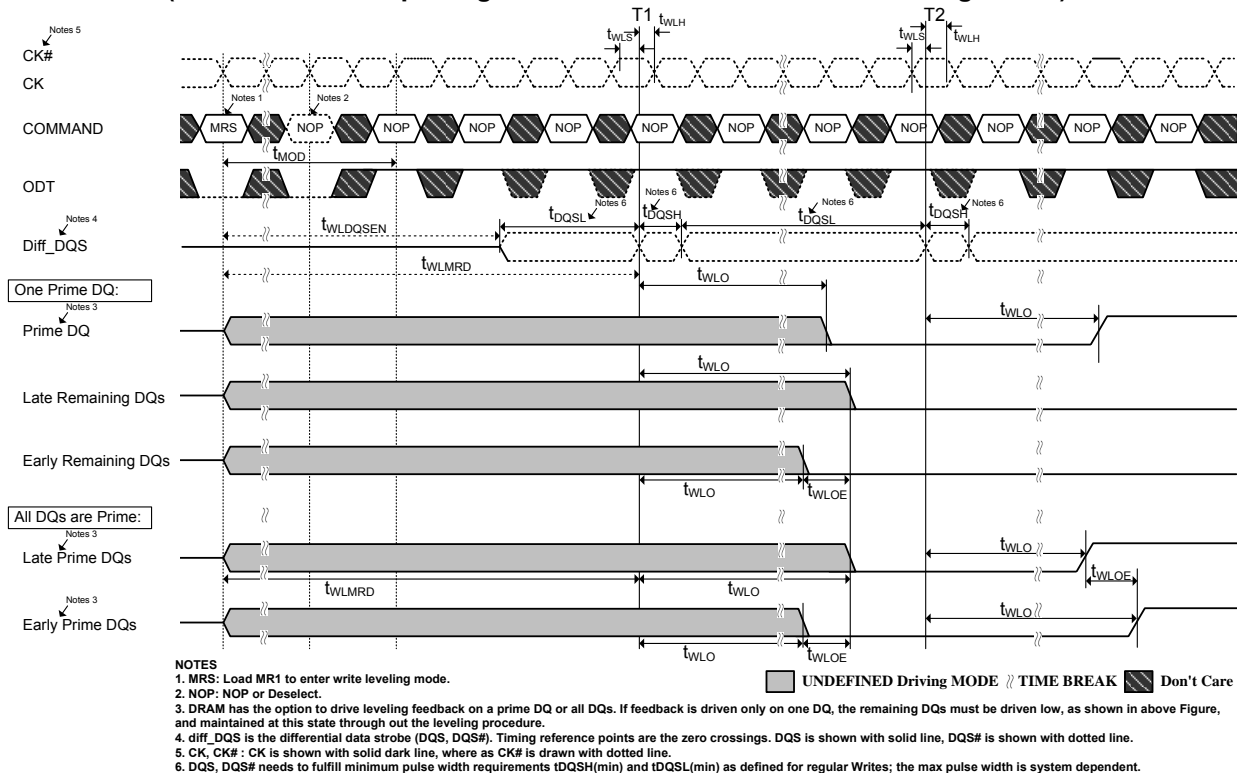 T1
T2
Notes 5
tWLS
tWLH
tWLS
tWLH
CK#
CK
Notes 1
Notes 2
COMMAND
MRS
NOP
NOP
NOP
NOP
NOP
NOP
NOP
NOP
NOP
NOP
NOP
tMOD
ODT
Notes 6
Notes 6
Notes 6
Notes 6
tDQSL
tDQSH
tDQSL
tDQSH
Notes 4
tWLDQSEN
Diff_DQS
tWLMRD
tWLO
One Prime DQ:
Notes 3
Prime DQ
tWLO
tWLO
Late Remaining DQs
Early Remaining DQs
tWLO
tWLOE
All DQs are Prime:
Notes 3
Late Prime DQs
tWLO
tWLMRD
tWLO
tWLOE
Notes 3
Early Prime DQs
tWLO
tWLO
tWLOE
NOTES
1. MRS: Load MR1 to enter write leveling mode.
UNDEFINED Driving MODE
TIME BREAK
Don't Care
2. NOP: NOP or Deselect.
3. DRAM has the option to drive leveling feedback on a prime DQ or all DQs. If feedback is driven only on one DQ, the remaining DQs must be driven low, as shown in above Figure,
and maintained at this state through out the leveling procedure.
4. diff_DQS is the differential data strobe (DQS, DQS#). Timing reference points are the zero crossings. DQS is shown with solid line, DQS# is shown with dotted line.
5. CK, CK# : CK is shown with solid dark line, where as CK# is drawn with dotted line.
6. DQS, DQS# needs to fulfill minimum pulse width requirements tDQSH(min) and tDQSL(min) as defined for regular Writes; the max pulse width is system dependent.